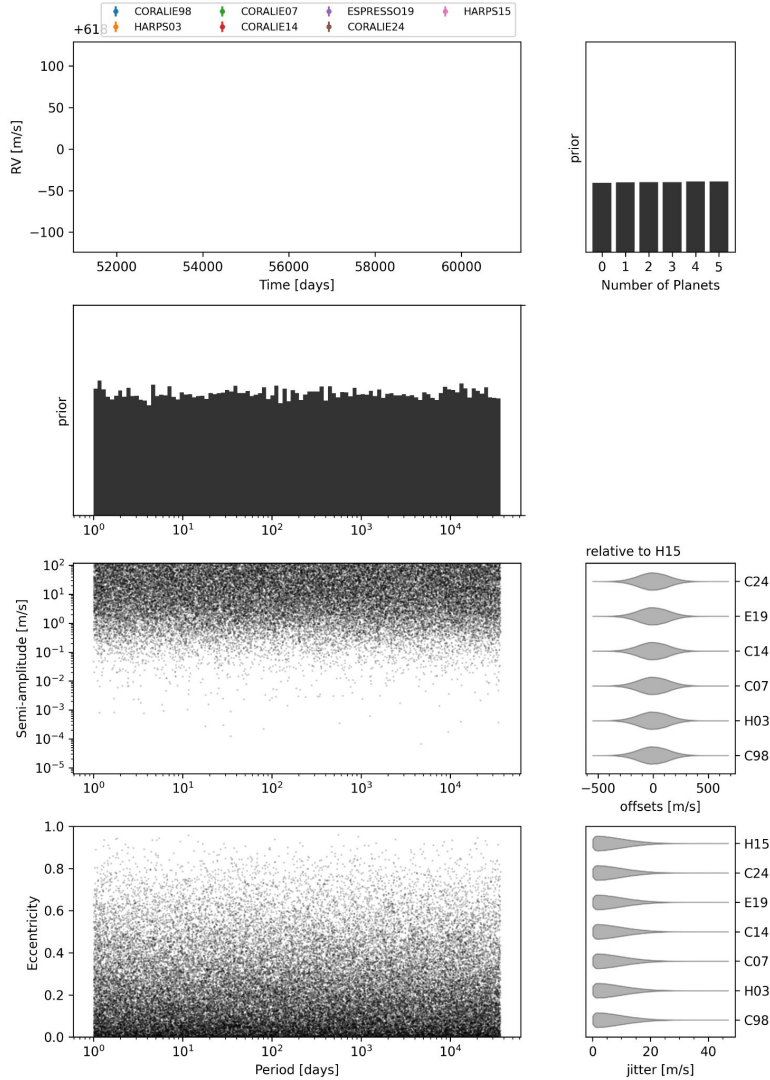 CORALIE98 CORALIE07 ESPRESSO19 HARPS15
HARPS03 CORALIE14 CORALIE24
+618
RV [m/s]
100
50
0
−50
−100
52000 54000 56000 58000 60000
Time [days]
prior
0 1 2 3 4 5
Number of Planets
prior
10⁰ 10¹ 10² 10³ 10⁴
Semi-amplitude [m/s]
10²
10¹
10⁰
10⁻¹
10⁻²
10⁻³
10⁻⁴
10⁻⁵
10⁰ 10¹ 10² 10³ 10⁴
relative to H15
C24
E19
C14
C07
H03
C98
−500 0 500
offsets [m/s]
Eccentricity
1.0
0.8
0.6
0.4
0.2
0.0
10⁰ 10¹ 10² 10³ 10⁴
Period [days]
H15
C24
E19
C14
C07
H03
C98
0 20 40
jitter [m/s]